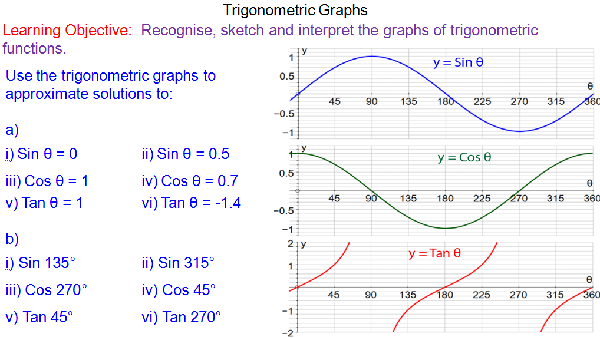 Trigonometric Graphs
Learning Objective: Recognise, sketch and interpret the graphs of trigonometric
functions.
Use the trigonometric graphs to
approximate solutions to:
a)
i) Sin θ = 0 ii) Sin θ = 0.5
iii) Cos θ = 1 iv) Cos θ = 0.7
v) Tan θ = 1 vi) Tan θ = -1.4
b)
i) Sin 135° ii) Sin 315°
iii) Cos 270° iv) Cos 45°
v) Tan 45° vi) Tan 270°
y
1
y = Sin θ
0.5
θ
45 90 135 180 225 270 315 360
−0.5
−1
y
1
y = Cos θ
0.5
θ
45 90 135 180 225 270 315 360
−0.5
−1
2 y
y = Tan θ
1
θ
45 90 135 180 225 270 315 360
−1
−2